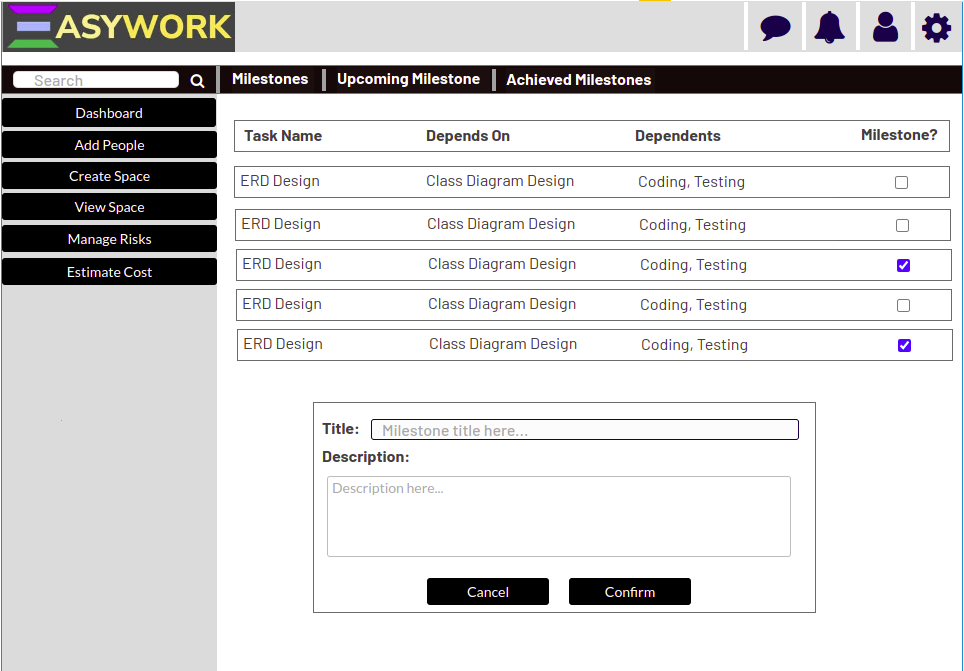 EASYWORK
Search Milestones Upcoming Milestone Achieved Milestones
Dashboard
Add People
Create Space
View Space
Manage Risks
Estimate Cost
Task Name Depends On Dependents Milestone?
ERD Design Class Diagram Design Coding, Testing
ERD Design Class Diagram Design Coding, Testing
ERD Design Class Diagram Design Coding, Testing
ERD Design Class Diagram Design Coding, Testing
ERD Design Class Diagram Design Coding, Testing
Title: Milestone title here...
Description:
Description here...
Cancel Confirm